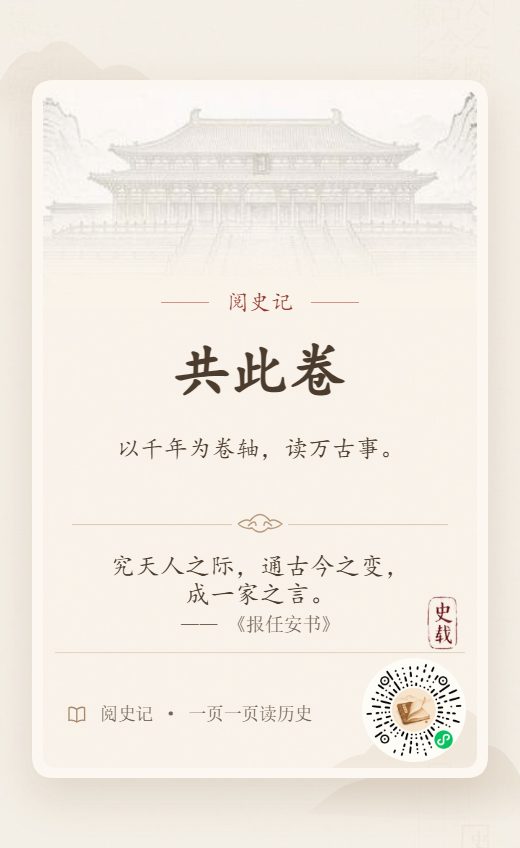 阅史记
共此卷
以千年为卷轴，读万古事。
究天人之际，通古今之变，
成一家之言。
—— 《报任安书》
史载
阅史记 • 一页一页读历史